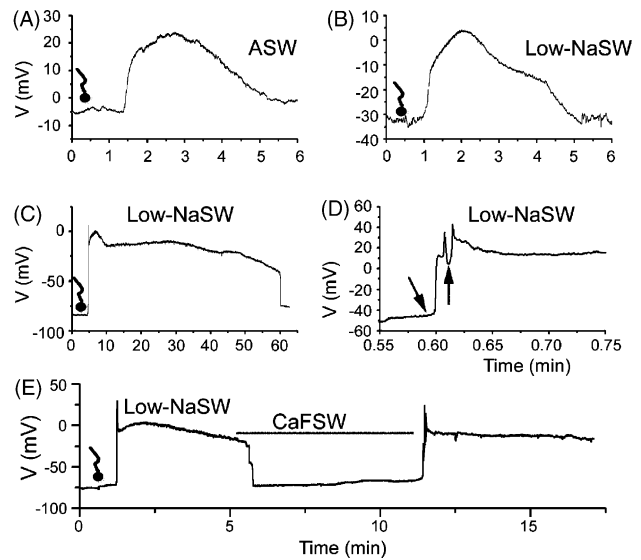 (A)
ASW
V (mV)
30
20
10
0
-10
0 1 2 3 4 5 6
(B)
Low-NaSW
V (mV)
10
0
-10
-20
-30
-40
0 1 2 3 4 5 6
(C)
Low-NaSW
V (mV)
0
-50
-100
0 10 20 30 40 50 60
(D)
Low-NaSW
V (mV)
60
40
20
0
-20
-40
-60
0.55 0.60 0.65 0.70 0.75
Time (min)
(E)
Low-NaSW
CaFSW
V (mV)
50
0
-50
-100
0 5 10 15
Time (min)